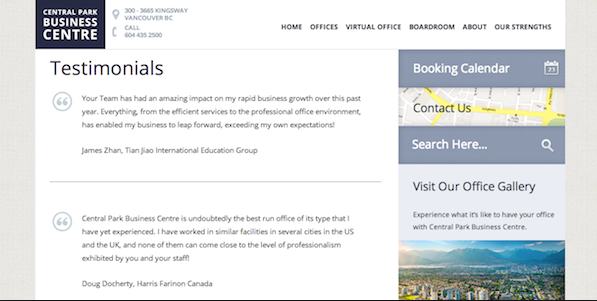 CENTRAL PARK
BUSINESS
CENTRE
300 - 3665 KINGSWAY
VANCOUVER BC
CALL
604 435 2500
HOME OFFICES VIRTUAL OFFICE BOARDROOM ABOUT OUR STRENGTHS
Testimonials
Your Team has had an amazing impact on my rapid business growth over this past
year. Everything, from the efficient services to the professional office environment,
has enabled my business to leap forward, exceeding my own expectations!
James Zhan, Tian Jiao International Education Group
Central Park Business Centre is undoubtedly the best run office of its type that I
have yet experienced. I have worked in similar facilities in several cities in the US
and the UK, and none of them can come close to the level of professionalism
exhibited by you and your staff!
Doug Docherty, Harris Farinon Canada
Booking Calendar
Contact Us
Search Here...
Visit Our Office Gallery
Experience what it's like to have your office
with Central Park Business Centre.